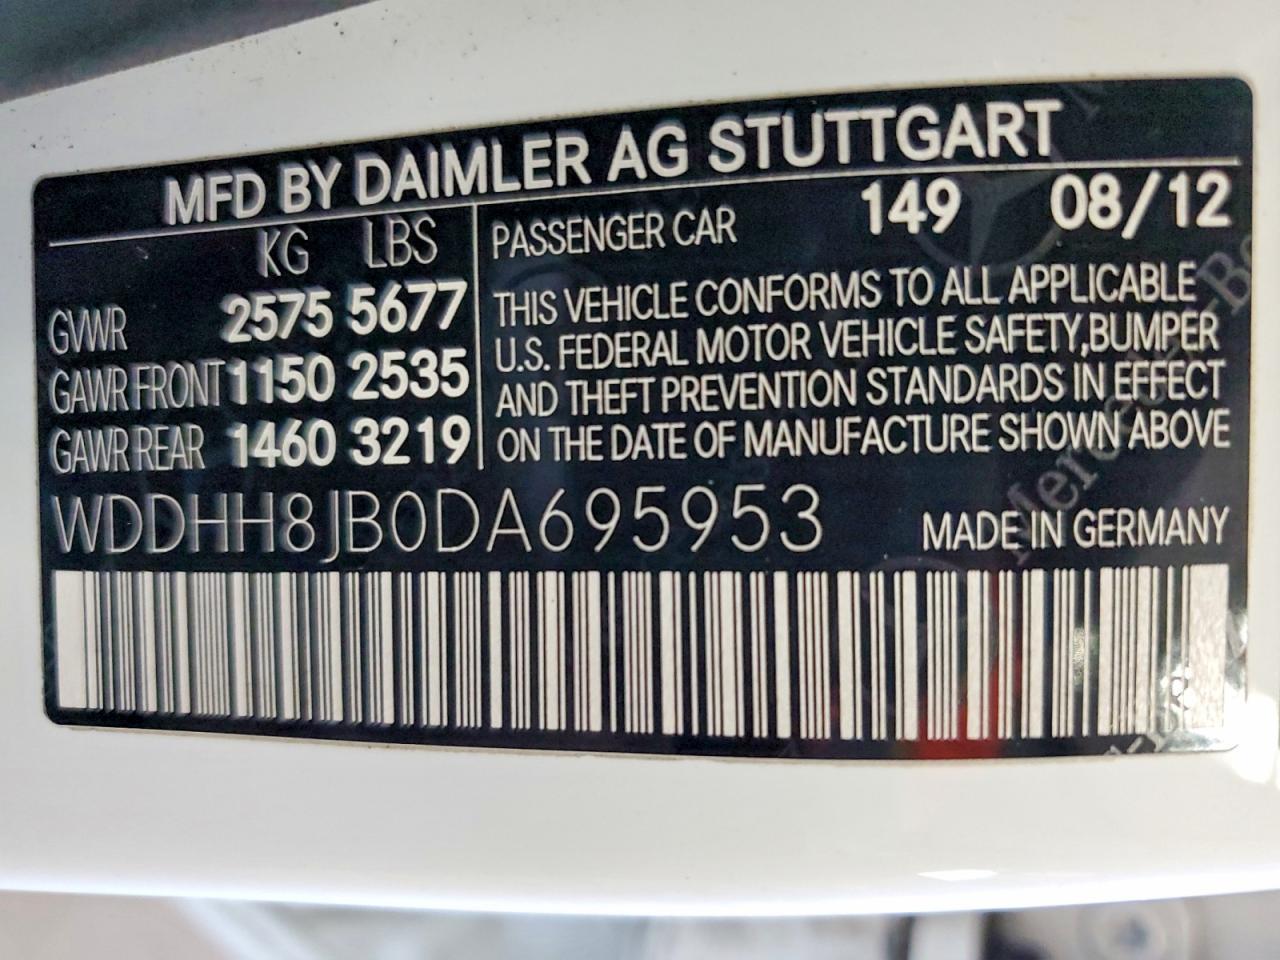 MFD BY DAIMLER AG STUTTGART
KG LBS
GVWR 2575 5677
GAWR FRONT 1150 2535
GAWR REAR 1460 3219
PASSENGER CAR 149 08/12
THIS VEHICLE CONFORMS TO ALL APPLICABLE
U.S. FEDERAL MOTOR VEHICLE SAFETY,BUMPER
AND THEFT PREVENTION STANDARDS IN EFFECT
ON THE DATE OF MANUFACTURE SHOWN ABOVE
WDDHH8JB0DA695953 MADE IN GERMANY